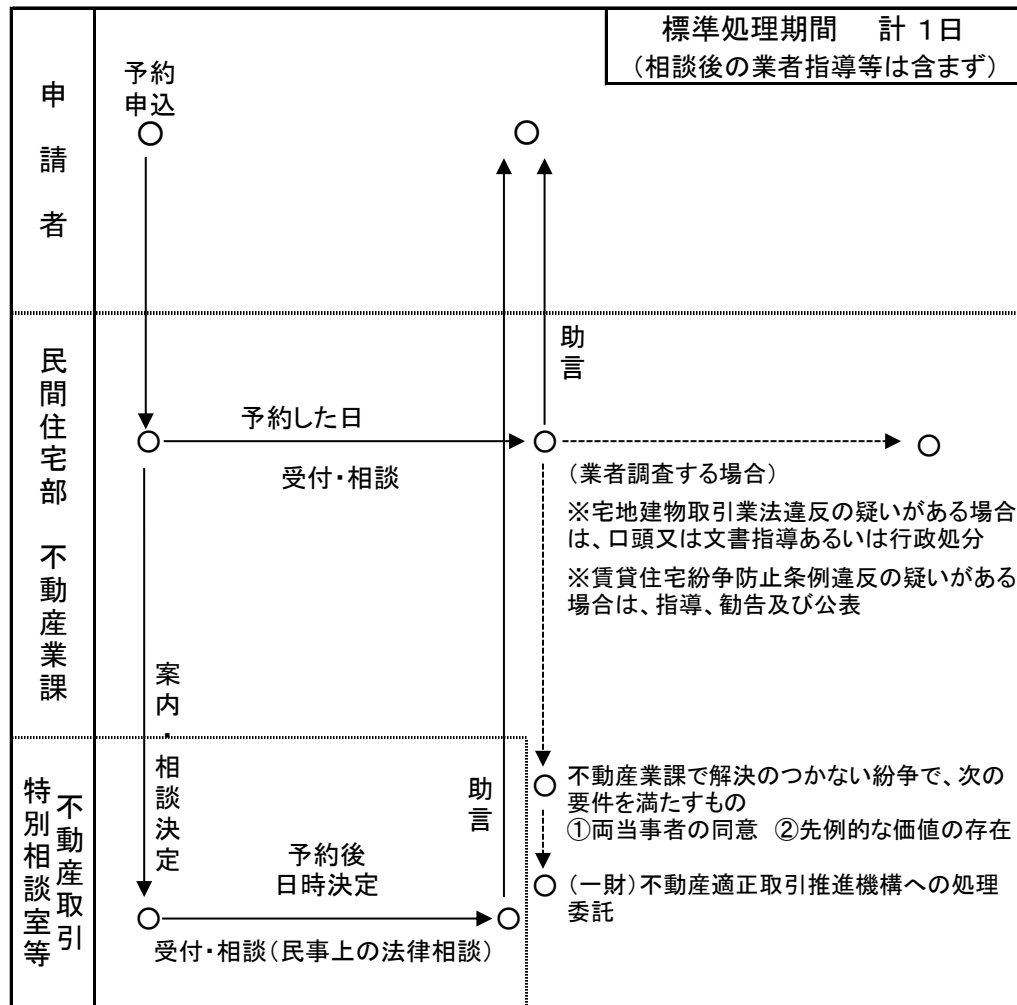 標準処理期間　計 1日
(相談後の業者指導等は含まず)
申請者
予約
申込
民間住宅部 不動産業課
助言
予約した日
受付・相談
(業者調査する場合)
※宅地建物取引業法違反の疑いがある場合
は、口頭又は文書指導あるいは行政処分
※賃貸住宅紛争防止条例違反の疑いがある
場合は、指導、勧告及び公表
案内・相談決定
不動産取引
特別相談室等
助言
予約後
日時決定
受付・相談(民事上の法律相談)
不動産業課で解決のつかない紛争で、次の
要件を満たすもの
①両当事者の同意 ②先例的な価値の存在
(一財)不動産適正取引推進機構への処理
委託